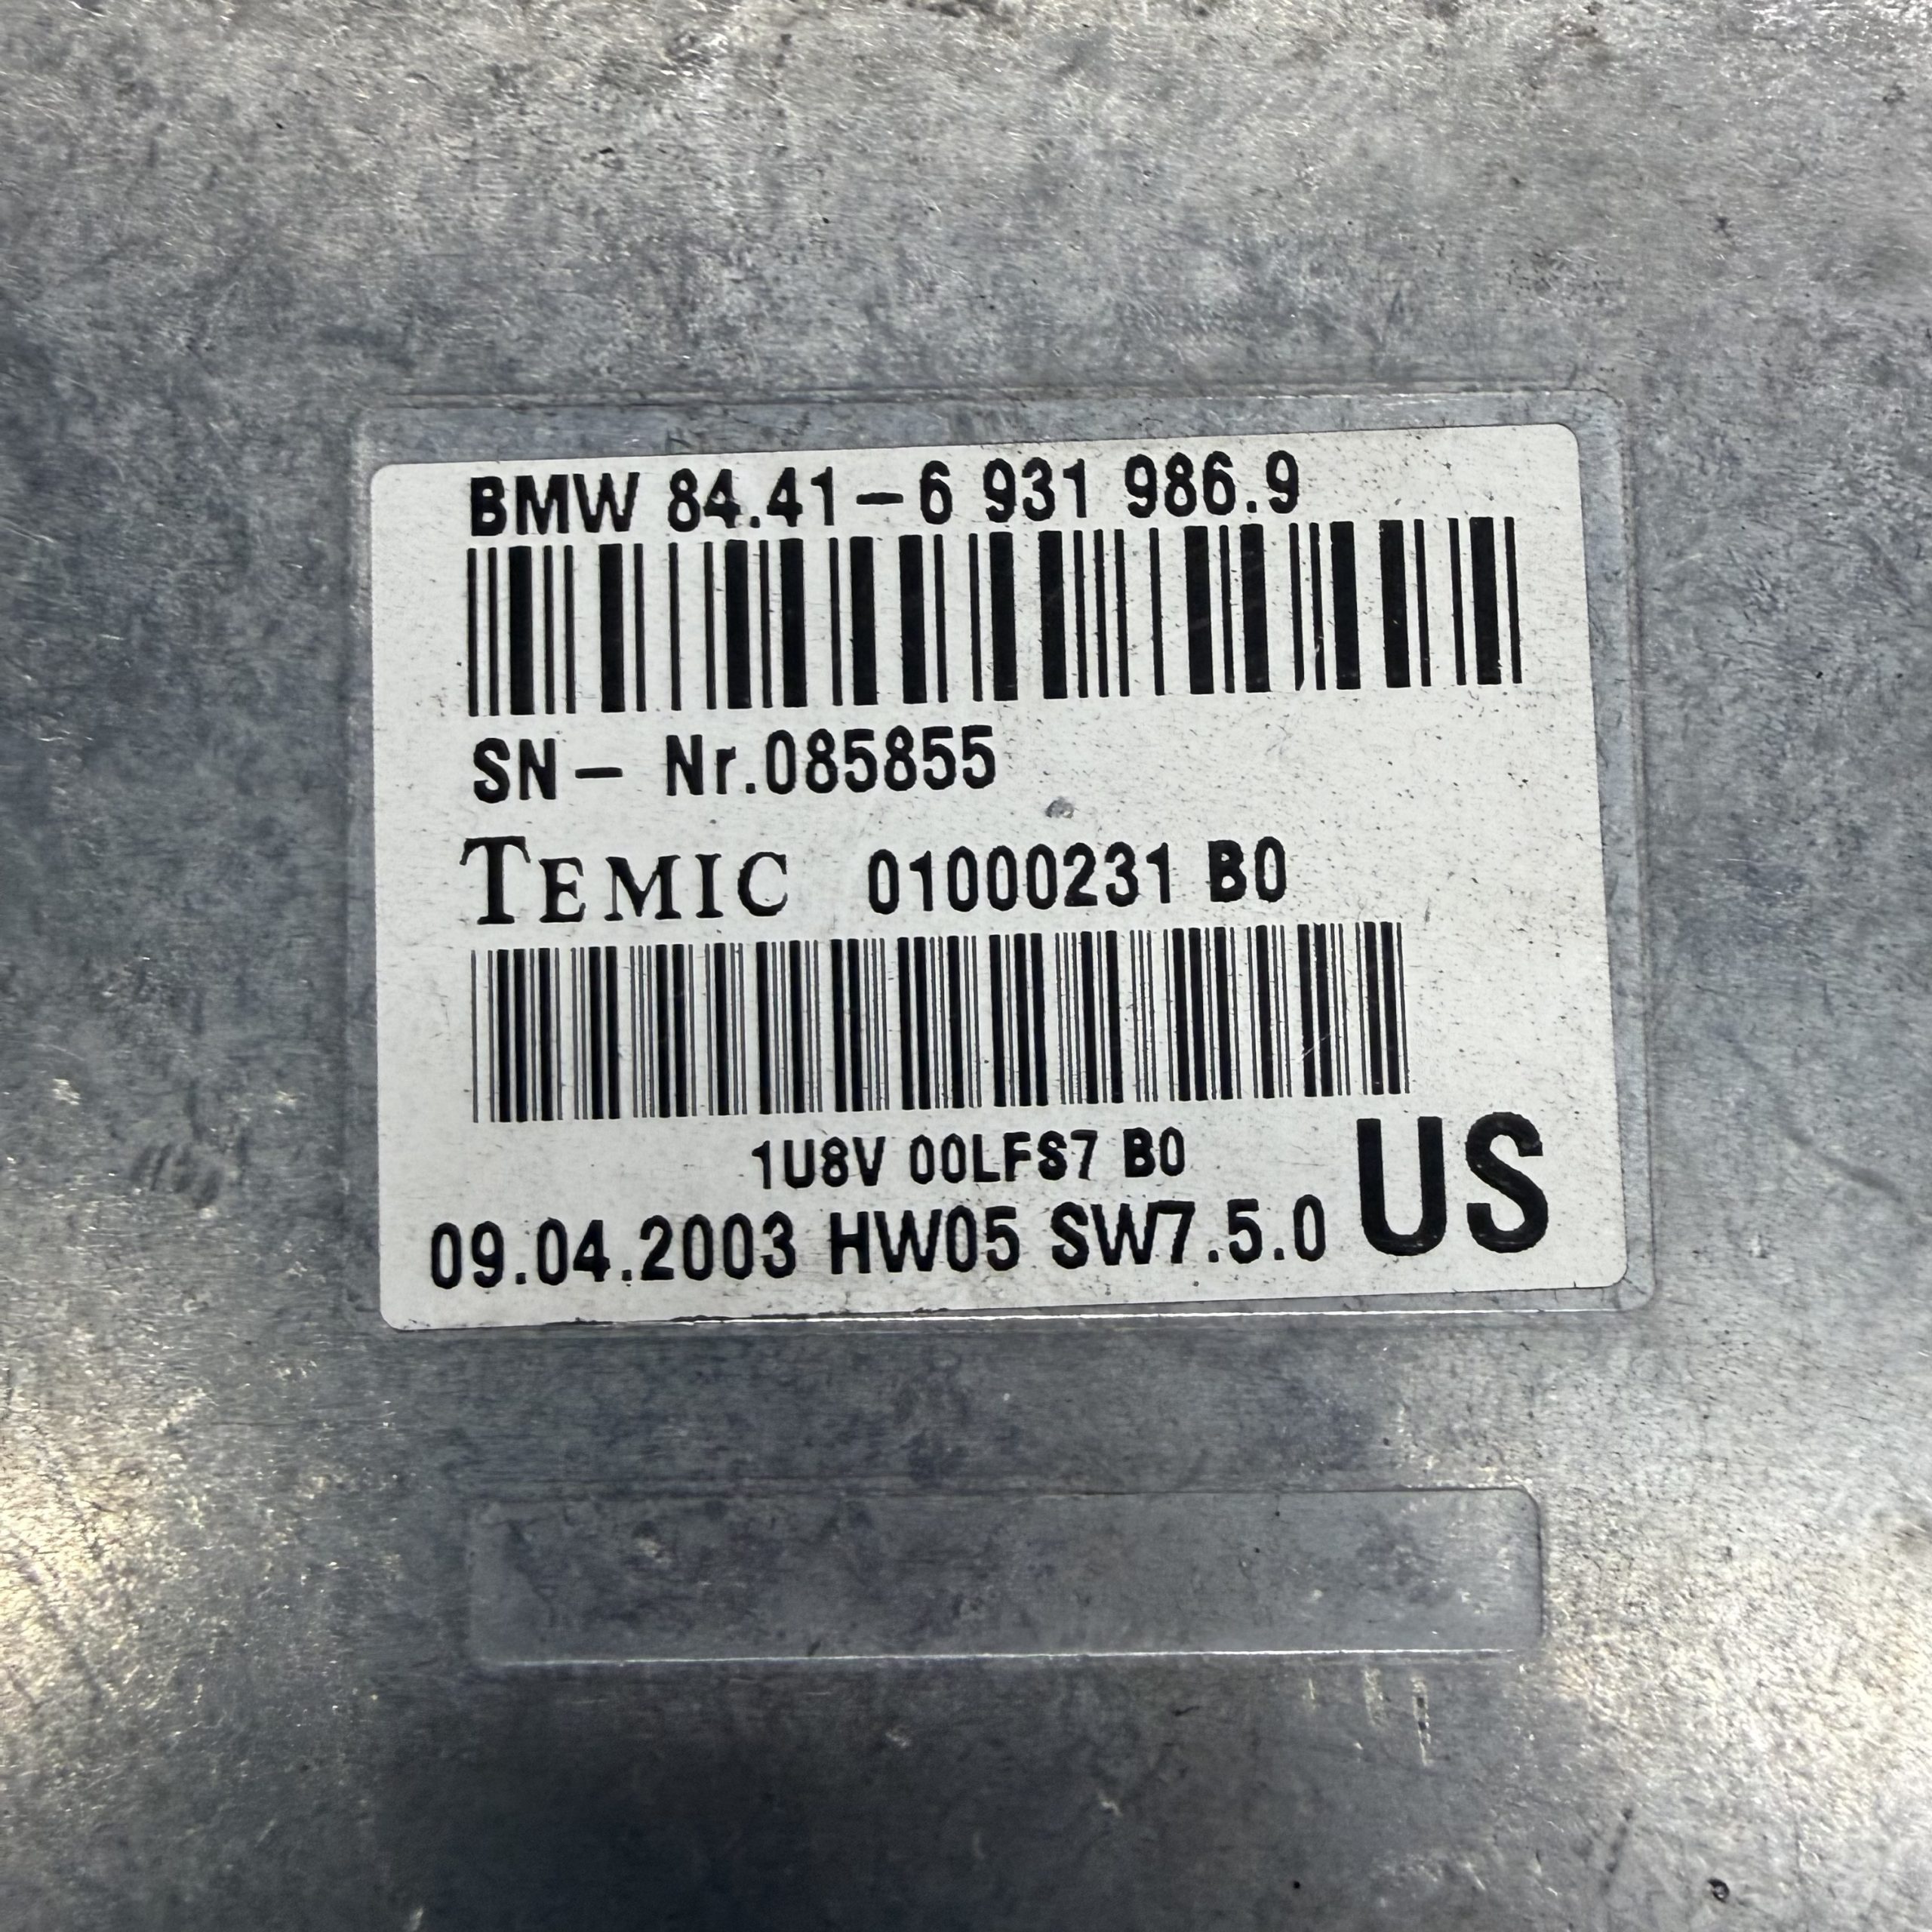 BMW 84.41-6 931 986.9
SN- Nr.085855
TEMIC 01000231 B0
1U8V 00LFS7 B0
09.04.2003 HW05 SW7.5.0 US